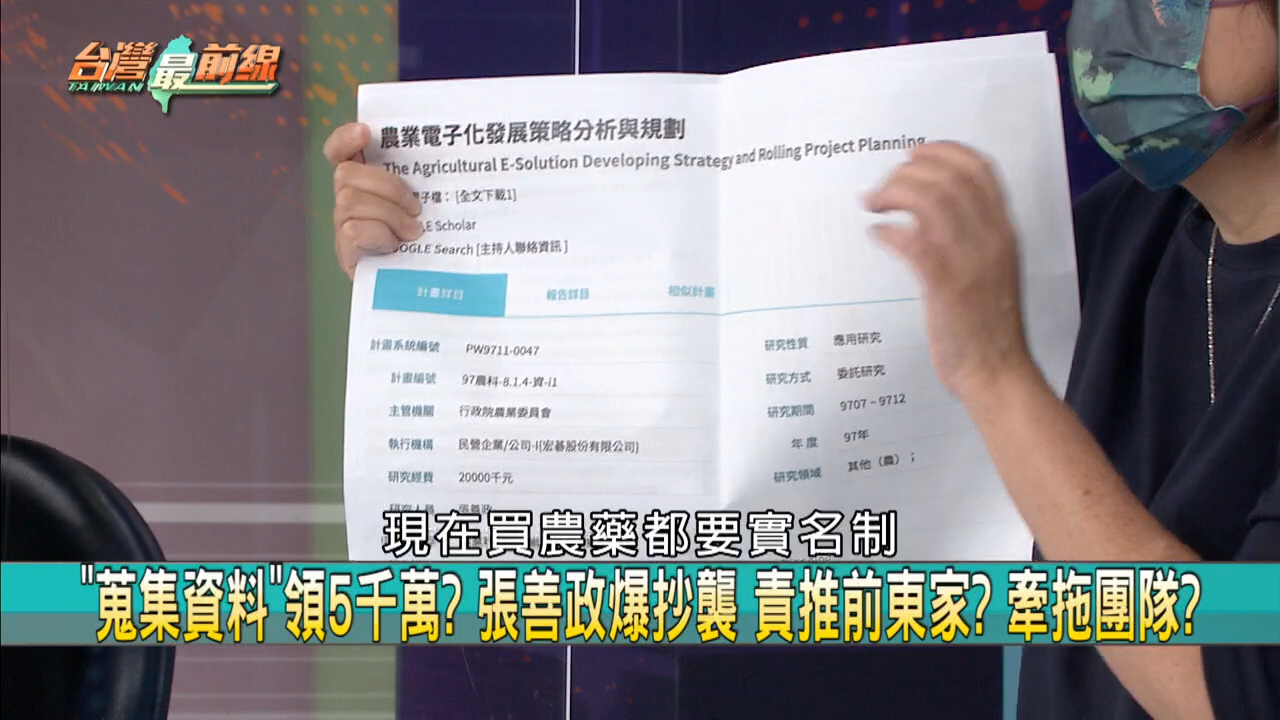 台灣最前線
TAIWAN
農業電子化發展策略分析與規劃
The Agricultural E-Solution Developing Strategy and Rolling Project Planning
子檔：[全文下載1]
E Scholar
OGLE Search [主持人聯絡資訊]
計畫詳目 報告詳目 相似計畫
計畫系統編號 PW9711-0047
計畫編號 97農科-8.1.4-資-i1
主管機關 行政院農業委員會
執行機構 民營企業/公司-I{宏碁股份有限公司}
研究經費 20000千元
研究人員 張善政
研究性質 應用研究
研究方式 委託研究
研究期間 9707 ~ 9712
年度 97年
研究領域 其他（農）；
現在買農藥都要實名制
"蒐集資料"領5千萬? 張善政爆抄襲 責推前東家? 牽拖團隊?